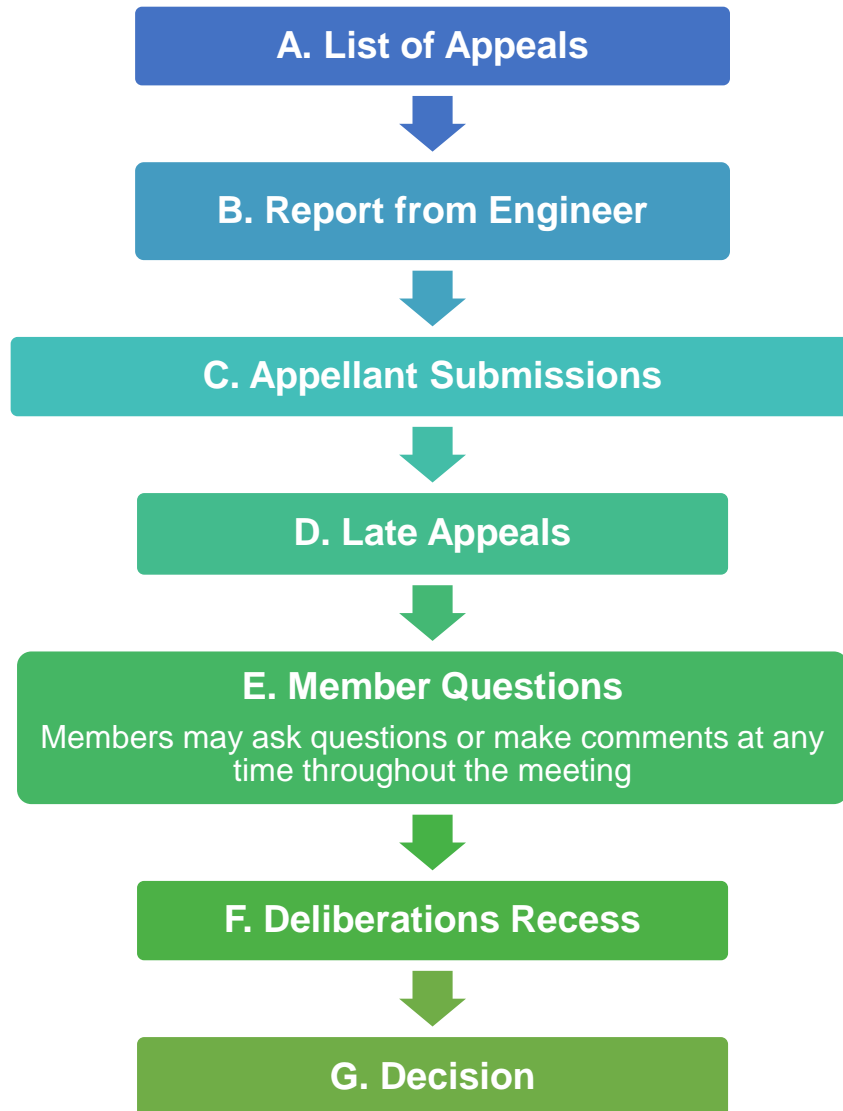 A. List of Appeals
B. Report from Engineer
C. Appellant Submissions
D. Late Appeals
E. Member Questions
Members may ask questions or make comments at any
time throughout the meeting
F. Deliberations Recess
G. Decision